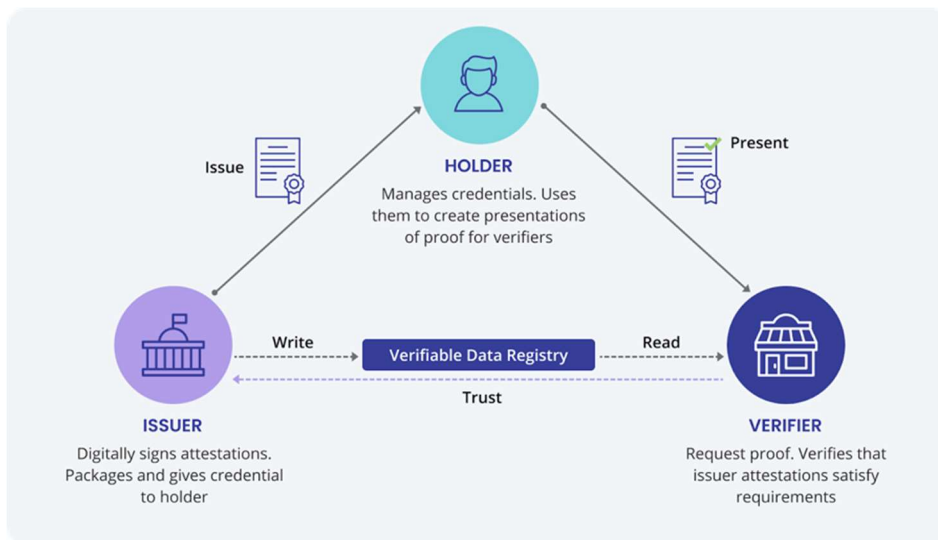 Issue
Present
HOLDER
Manages credentials. Uses
them to create presentations
of proof for verifiers
Write
Verifiable Data Registry
Read
Trust
ISSUER
Digitally signs attestations.
Packages and gives credential
to holder
VERIFIER
Request proof. Verifies that
issuer attestations satisfy
requirements